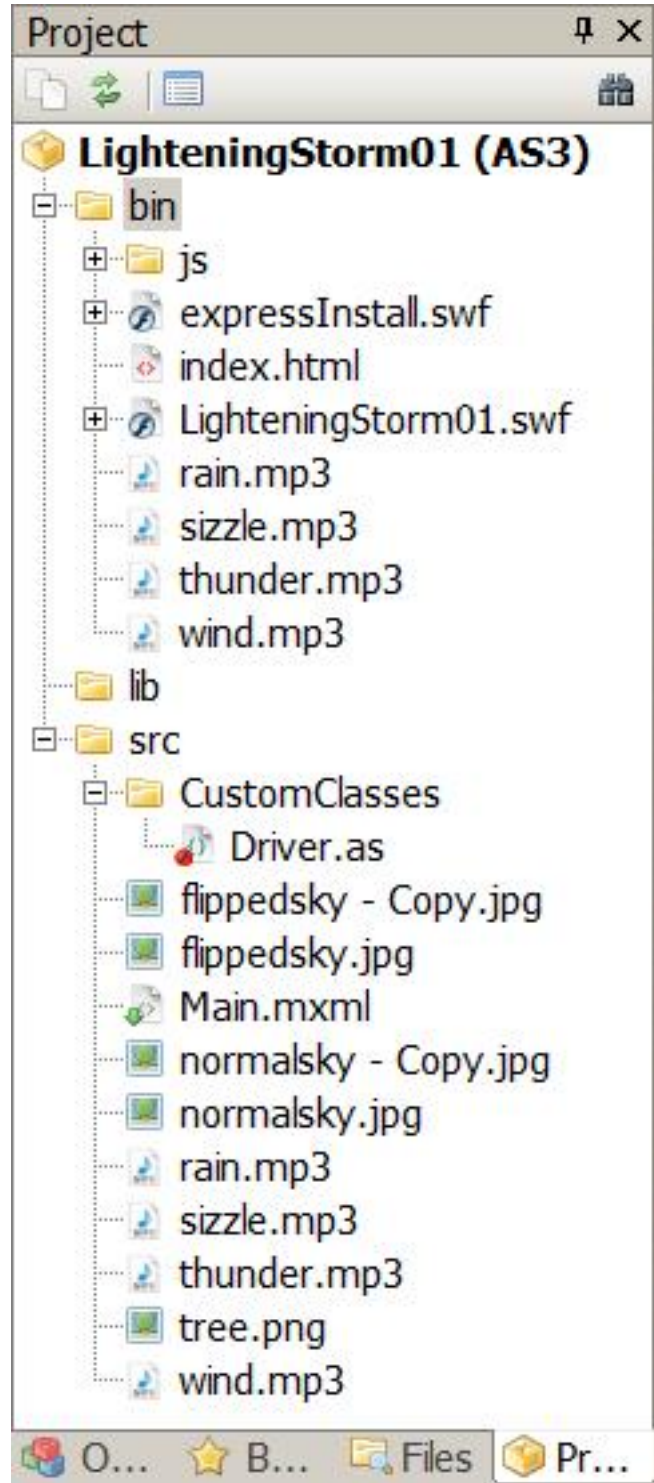 Project
LighteningStorm01 (AS3)
bin
js
expressInstall.swf
index.html
LighteningStorm01.swf
rain.mp3
sizzle.mp3
thunder.mp3
wind.mp3
lib
src
CustomClasses
Driver.as
flippedsky - Copy.jpg
flippedsky.jpg
Main.mxml
normalsky - Copy.jpg
normalsky.jpg
rain.mp3
sizzle.mp3
thunder.mp3
tree.png
wind.mp3
O... B... Files Pr...